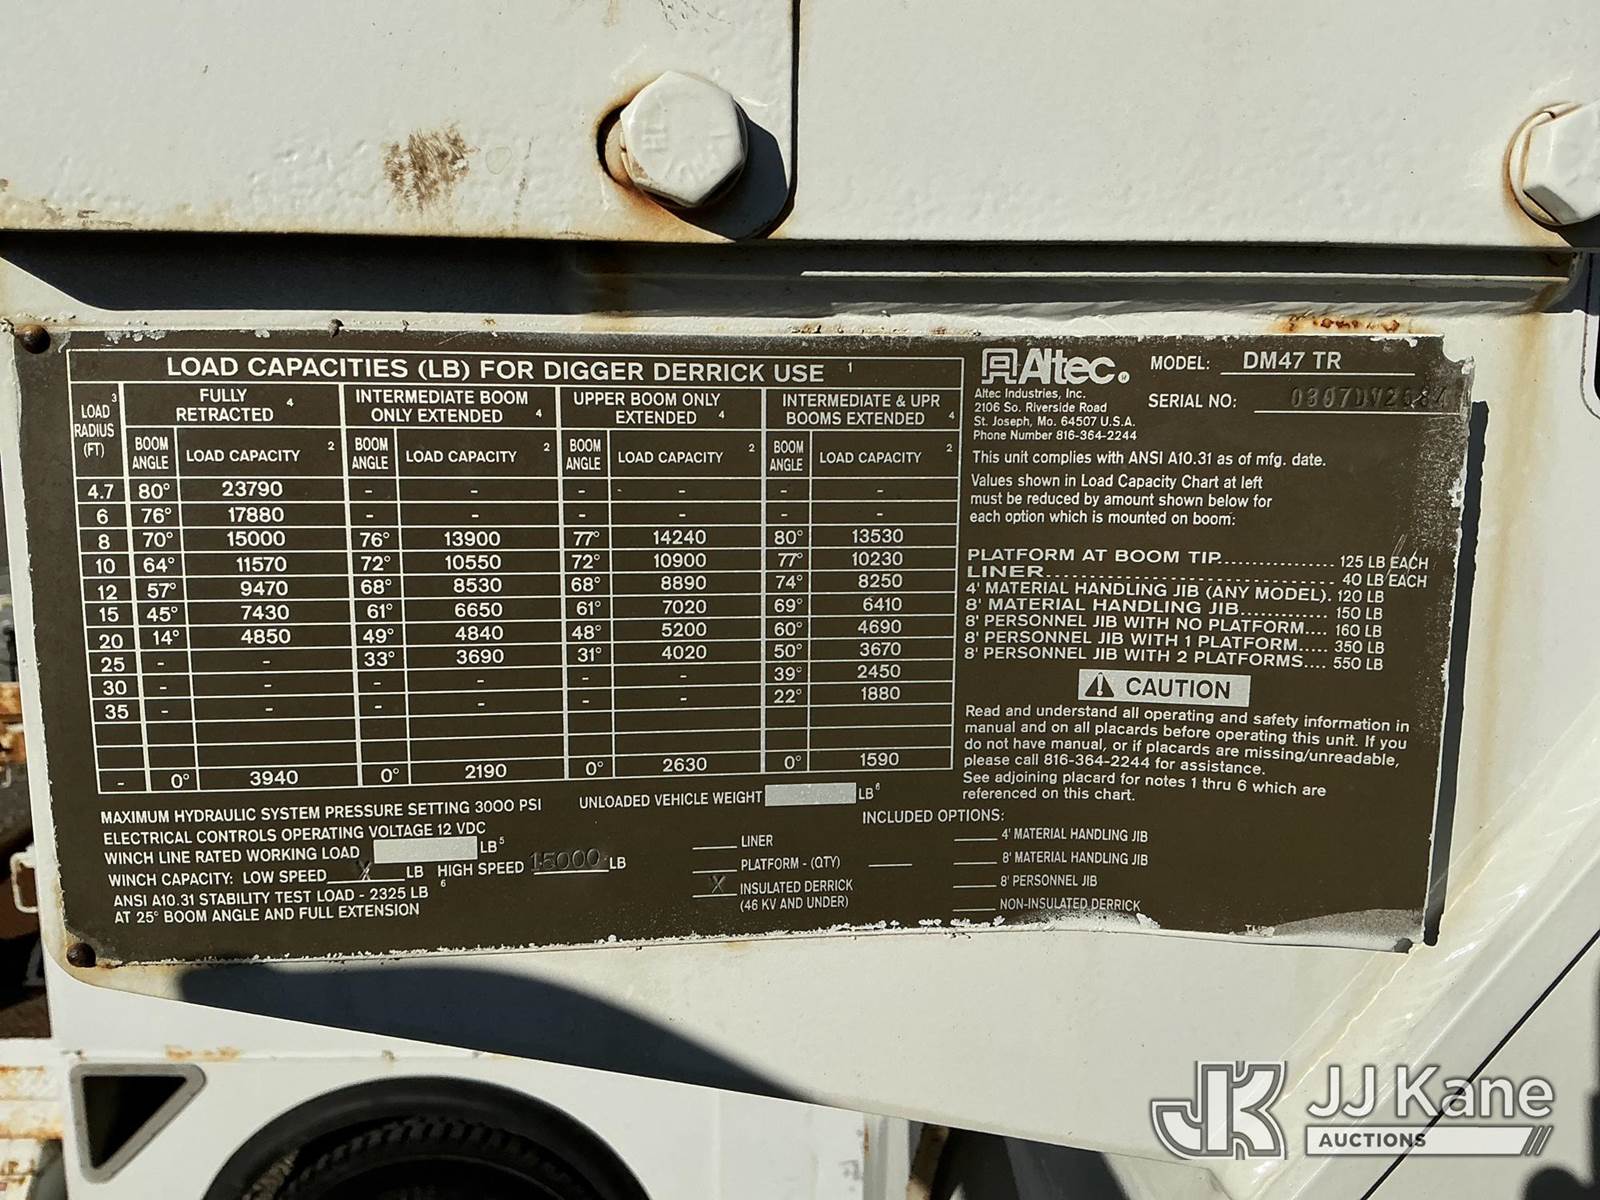 LOAD CAPACITIES (LB) FOR DIGGER DERRICK USE 1
LOAD RADIUS (FT) 3
FULLY RETRACTED 4
INTERMEDIATE BOOM ONLY EXTENDED 4
UPPER BOOM ONLY EXTENDED 4
INTERMEDIATE & UPR BOOMS EXTENDED 4
BOOM ANGLE LOAD CAPACITY 2 BOOM ANGLE LOAD CAPACITY 2 BOOM ANGLE LOAD CAPACITY 2 BOOM ANGLE LOAD CAPACITY 2
4.7 80° 23790 - - - - - -
6 76° 17880 - - - - - -
8 70° 15000 76° 13900 77° 14240 80° 13530
10 64° 11570 72° 10550 72° 10900 77° 10230
12 57° 9470 68° 8530 68° 8890 74° 8250
15 45° 7430 61° 6650 61° 7020 69° 6410
20 14° 4850 49° 4840 48° 5200 60° 4690
25 - - 33° 3690 31° 4020 50° 3670
30 - - - - - - 39° 2450
35 - - - - - - 22° 1880
- 0° 3940 0° 2190 0° 2630 0° 1590
MAXIMUM HYDRAULIC SYSTEM PRESSURE SETTING 3000 PSI
ELECTRICAL CONTROLS OPERATING VOLTAGE 12 VDC
WINCH LINE RATED WORKING LOAD LB 5
WINCH CAPACITY: LOW SPEED X LB HIGH SPEED 15000 LB
ANSI A10.31 STABILITY TEST LOAD - 2325 LB 6
AT 25° BOOM ANGLE AND FULL EXTENSION
UNLOADED VEHICLE WEIGHT LB 6
INCLUDED OPTIONS:
LINER
PLATFORM - (QTY)
X INSULATED DERRICK
(46 KV AND UNDER)
4' MATERIAL HANDLING JIB
8' MATERIAL HANDLING JIB
8' PERSONNEL JIB
NON-INSULATED DERRICK
Altec
MODEL: DM47 TR
Altec Industries, Inc.
2106 So. Riverside Road
St. Joseph, Mo. 64507 U.S.A.
Phone Number 816-364-2244
SERIAL NO:
This unit complies with ANSI A10.31 as of mfg. date.
Values shown in Load Capacity Chart at left
must be reduced by amount shown below for
each option which is mounted on boom:
PLATFORM AT BOOM TIP................ 125 LB EACH
LINER........................................ 40 LB EACH
4' MATERIAL HANDLING JIB (ANY MODEL). 120 LB
8' MATERIAL HANDLING JIB............ 150 LB
8' PERSONNEL JIB WITH NO PLATFORM.... 160 LB
8' PERSONNEL JIB WITH 1 PLATFORM..... 350 LB
8' PERSONNEL JIB WITH 2 PLATFORMS.... 550 LB
CAUTION
Read and understand all operating and safety information in
manual and on all placards before operating this unit. If you
do not have manual, or if placards are missing/unreadable,
please call 816-364-2244 for assistance.
See adjoining placard for notes 1 thru 6 which are
referenced on this chart.
JK JJ Kane
AUCTIONS